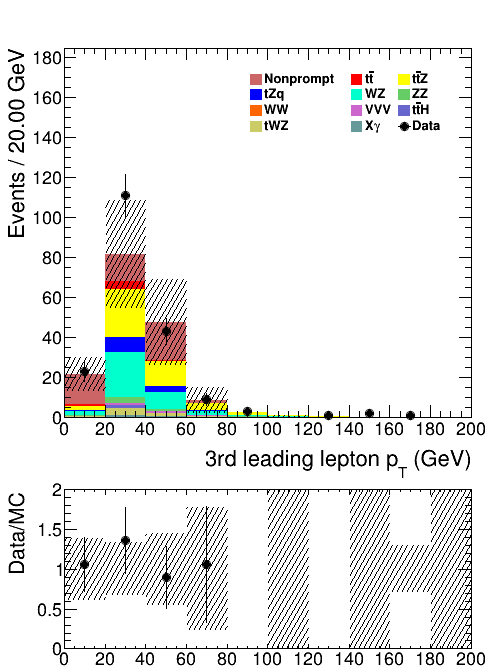 Events / 20.00 GeV
180
160
140
120
100
80
60
40
20
0
Nonprompt tt̄ tt̄Z
tZq WZ ZZ
WW VVV tt̄H
tWZ Xγ Data
0 20 40 60 80 100 120 140 160 180 200
3rd leading lepton p_T (GeV)
Data/MC
2
1.5
1
0.5
0
0 20 40 60 80 100 120 140 160 180 200